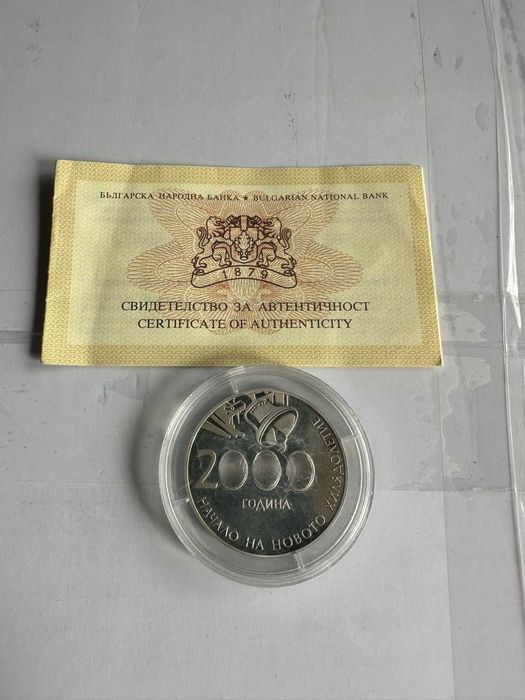 БЪЛГАРСКА НАРОДНА БАНКА ★ BULGARIAN NATIONAL BANK
1879
СВИДЕТЕЛСТВО ЗА АВТЕНТИЧНОСТ
CERTIFICATE OF AUTHENTICITY
2000
ГОДИНА
НАЧАЛО НА НОВОТО ХИЛЯДОЛЕТИЕ